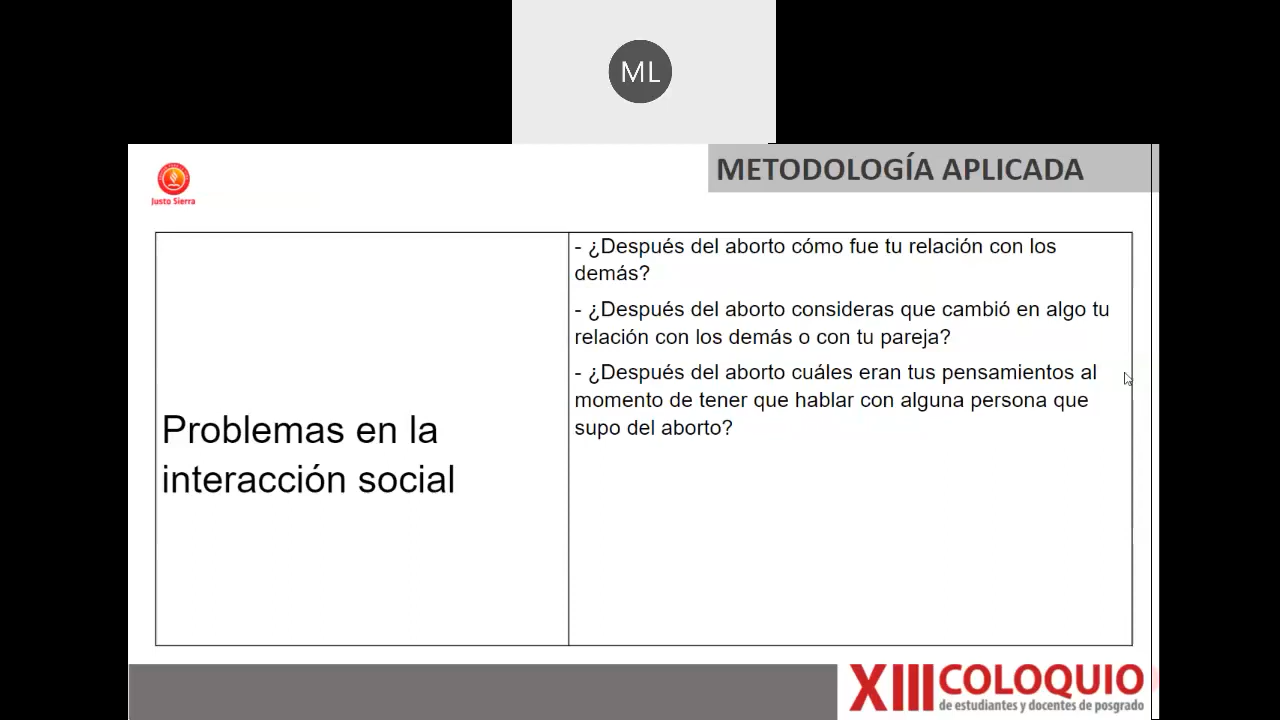 ML
METODOLOGÍA APLICADA
Justo Sierra
Problemas en la
interacción social
- ¿Después del aborto cómo fue tu relación con los
demás?
- ¿Después del aborto consideras que cambió en algo tu
relación con los demás o con tu pareja?
- ¿Después del aborto cuáles eran tus pensamientos al
momento de tener que hablar con alguna persona que
supo del aborto?
XIII COLOQUIO
de estudiantes y docentes de posgrado